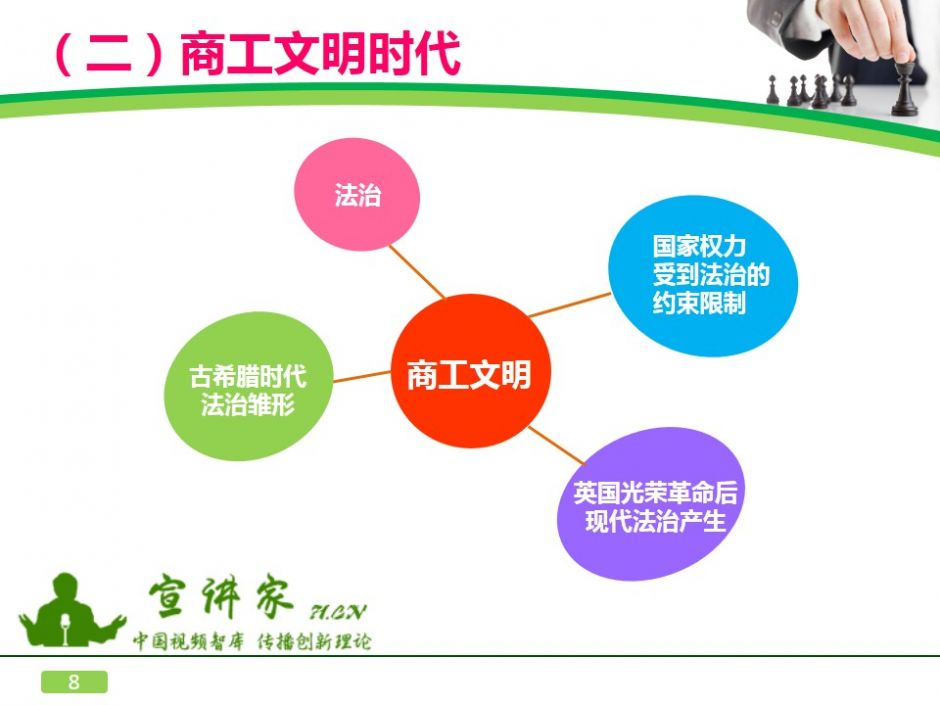 （二）商工文明时代
法治
国家权力
受到法治的
约束限制
商工文明
古希腊时代
法治雏形
英国光荣革命后
现代法治产生
宣讲家 H.C.N
中国视频智库 传播创新理论
8